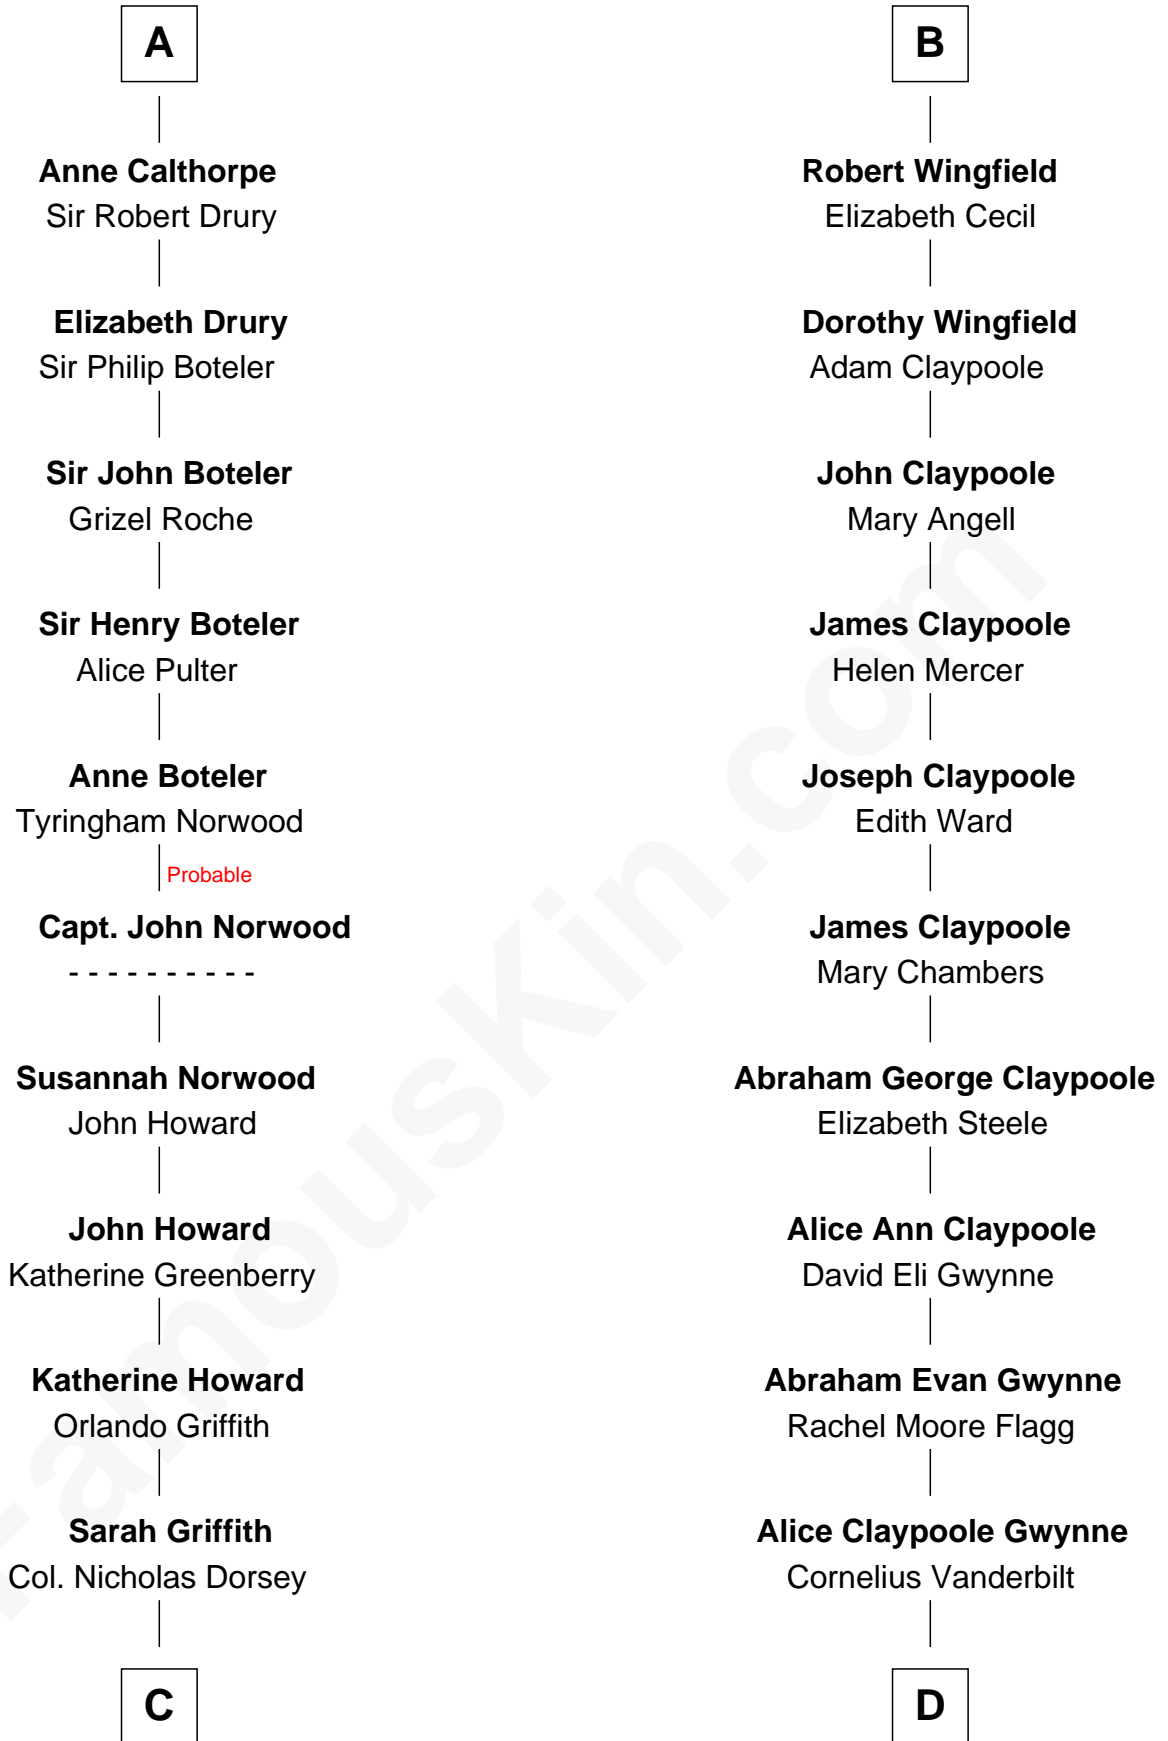 A
Anne Calthorpe
Sir Robert Drury
Elizabeth Drury
Sir Philip Boteler
Sir John Boteler
Grizel Roche
Sir Henry Boteler
Alice Pulter
Anne Boteler
Tyringham Norwood
Probable
Capt. John Norwood
- - - - - - - - - -
Susannah Norwood
John Howard
John Howard
Katherine Greenberry
Katherine Howard
Orlando Griffith
Sarah Griffith
Col. Nicholas Dorsey
C
B
Robert Wingfield
Elizabeth Cecil
Dorothy Wingfield
Adam Claypoole
John Claypoole
Mary Angell
James Claypoole
Helen Mercer
Joseph Claypoole
Edith Ward
James Claypoole
Mary Chambers
Abraham George Claypoole
Elizabeth Steele
Alice Ann Claypoole
David Eli Gwynne
Abraham Evan Gwynne
Rachel Moore Flagg
Alice Claypoole Gwynne
Cornelius Vanderbilt
D
FamousKin.com